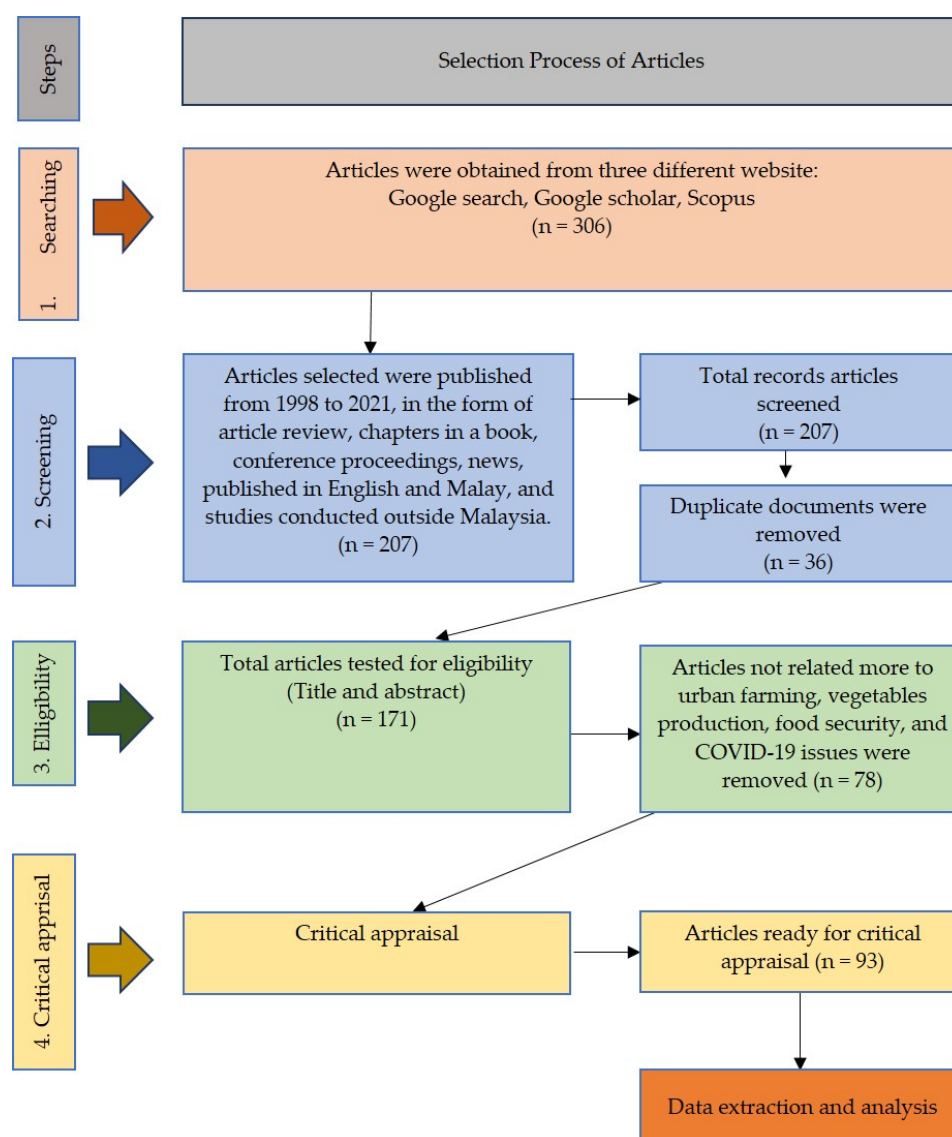 Steps
Selection Process of Articles
1. Searching
Articles were obtained from three different website:
Google search, Google scholar, Scopus
(n = 306)
2. Screening
Articles selected were published
from 1998 to 2021, in the form of
article review, chapters in a book,
conference proceedings, news,
published in English and Malay, and
studies conducted outside Malaysia.
(n = 207)
Total records articles
screened
(n = 207)
Duplicate documents were
removed
(n = 36)
3. Elligibility
Total articles tested for eligibility
(Title and abstract)
(n = 171)
Articles not related more to
urban farming, vegetables
production, food security, and
COVID-19 issues were
removed (n = 78)
4. Critical apprisal
Critical appraisal
Articles ready for critical
appraisal (n = 93)
Data extraction and analysis